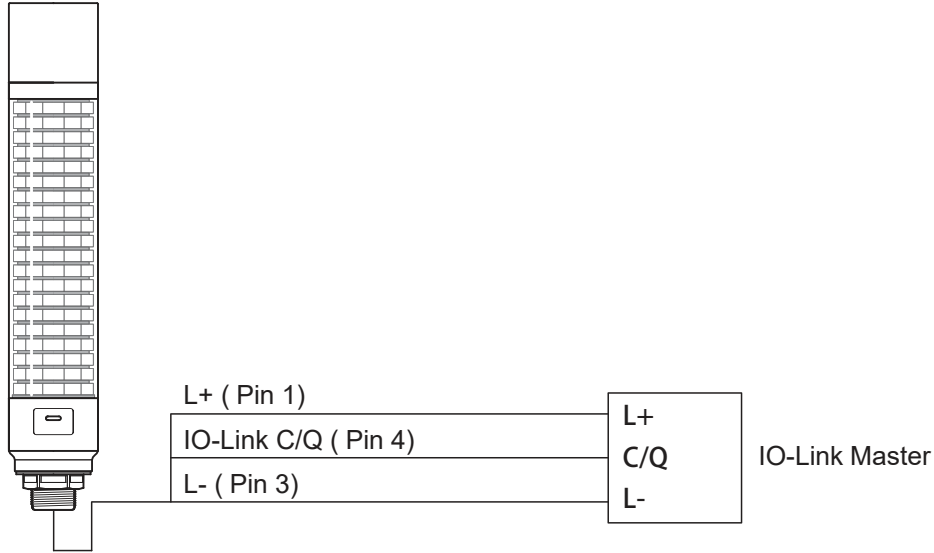 L+ ( Pin 1)
L+
IO-Link C/Q ( Pin 4)
C/Q
IO-Link Master
L- ( Pin 3)
L-